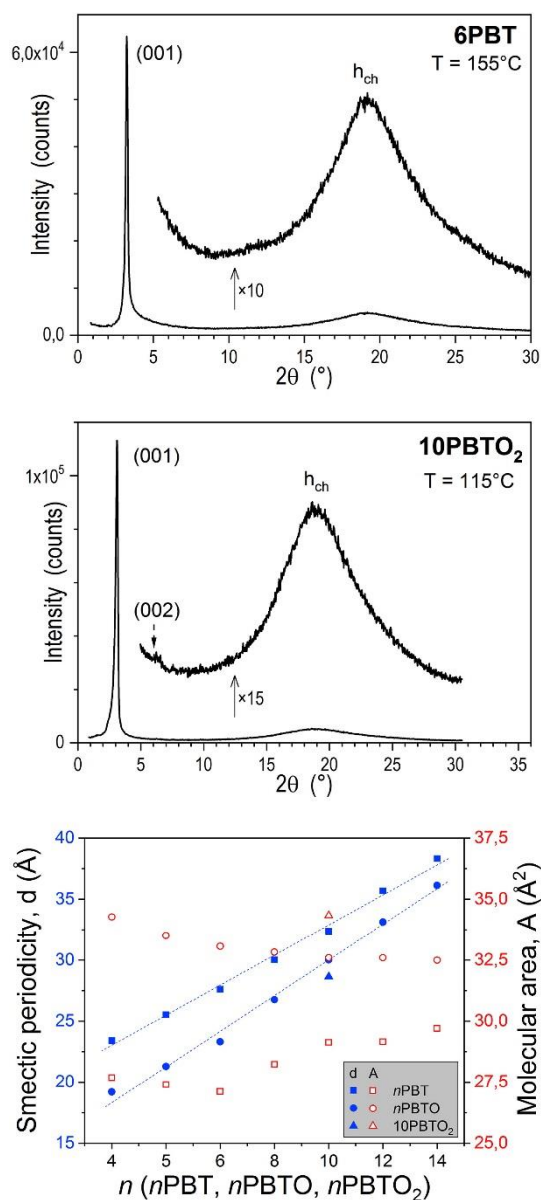 6PBT
T = 155°C
6,0x10⁴
(001)
h_ch
Intensity (counts)
×10
0,0
0 5 10 15 20 25 30
2θ (°)
10PBTO₂
T = 115°C
1x10⁵
(001)
h_ch
Intensity (counts)
(002)
×15
0
0 5 10 15 20 25 30 35
2θ (°)
40 37,5
35 35,0
30 32,5
25 30,0
20 27,5
15 25,0
Smectic periodicity, d (Å)
Molecular area, A (Å²)
d A
nPBT
nPBTO
10PBTO₂
4 6 8 10 12 14
n (nPBT, nPBTO, nPBTO₂)